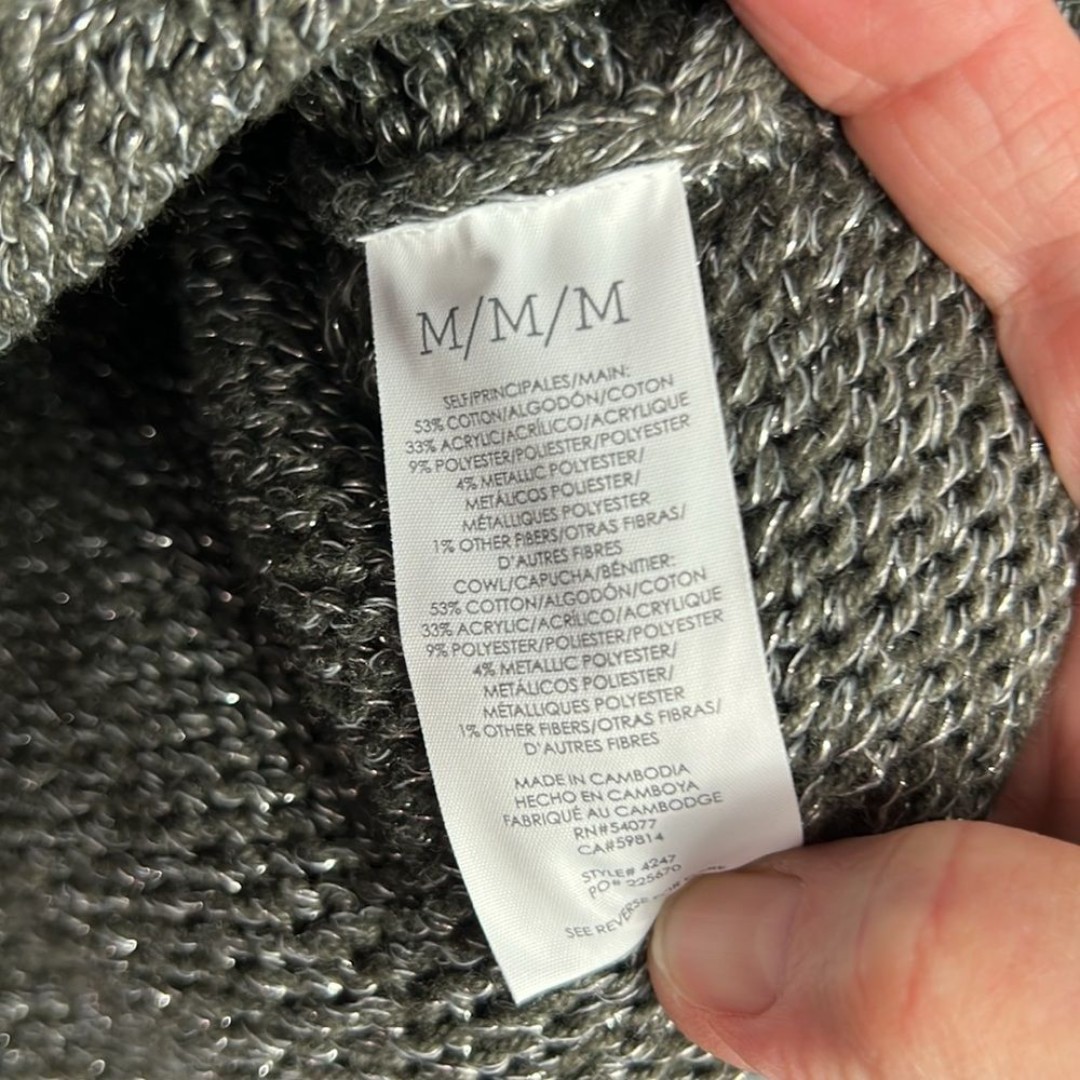 M/M/M
SELF/PRINCIPALES/MAIN:
53% COTTON/ALGODÓN/COTON
33% ACRYLIC/ACRÍLICO/ACRYLIQUE
9% POLYESTER/POLIESTER/POLYESTER
4% METALLIC POLYESTER/
METÁLICOS POLIESTER/
MÉTALLIQUES POLYESTER
1% OTHER FIBERS/OTRAS FIBRAS/
D'AUTRES FIBRES
COWL/CAPUCHA/BÉNITIER:
53% COTTON/ALGODÓN/COTON
33% ACRYLIC/ACRÍLICO/ACRYLIQUE
9% POLYESTER/POLIESTER/POLYESTER
4% METALLIC POLYESTER/
METÁLICOS POLIESTER/
MÉTALLIQUES POLYESTER
1% OTHER FIBERS/OTRAS FIBRAS/
D'AUTRES FIBRES
MADE IN CAMBODIA
HECHO EN CAMBOYA
FABRIQUÉ AU CAMBODGE
RN#54077
CA#59814
STYLE# 4247
PO# 225670
SEE REVERSE